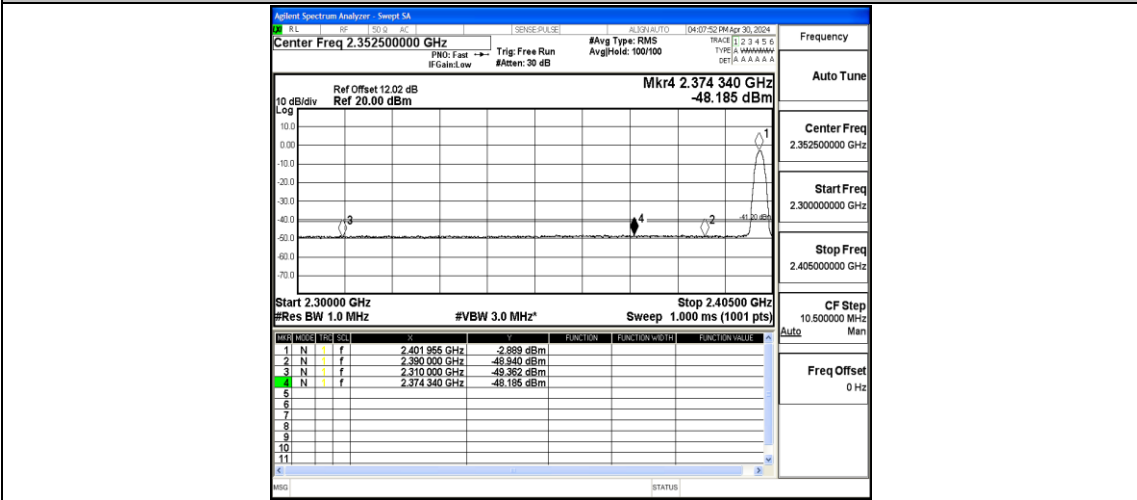 Agilent Spectrum Analyzer - Swept SA
RL RF 50 Ω AC SENSE:PULSE ALIGNAUTO 04:07:52 PM Apr 30, 2024
Center Freq 2.352500000 GHz #Avg Type: RMS TRACE 1 2 3 4 5 6 Frequency
PNO: Fast Trig: Free Run Avg|Hold: 100/100 TYPE A WWWWW
IFGain:Low #Atten: 30 dB DET A A A A A A
Auto Tune
Mkr4 2.374 340 GHz
Ref Offset 12.02 dB
10 dB/div Ref 20.00 dBm -48.185 dBm
Log
10.0
0.00
-10.0
-20.0
-30.0
-40.0
-50.0
-60.0
-70.0
1
2
3
4
-41.20 dBm
Center Freq
2.352500000 GHz
Start Freq
2.300000000 GHz
Stop Freq
2.405000000 GHz
Start 2.30000 GHz Stop 2.40500 GHz
#Res BW 1.0 MHz #VBW 3.0 MHz* Sweep 1.000 ms (1001 pts)
CF Step
10.500000 MHz
Auto Man
MKR MODE TRC SCL X Y FUNCTION FUNCTION WIDTH FUNCTION VALUE
1 N 1 f 2.401 955 GHz -2.889 dBm
2 N 1 f 2.390 000 GHz -48.940 dBm
3 N 1 f 2.310 000 GHz -49.362 dBm
4 N 1 f 2.374 340 GHz -48.185 dBm
5
6
7
8
9
10
11
Freq Offset
0 Hz
MSG STATUS